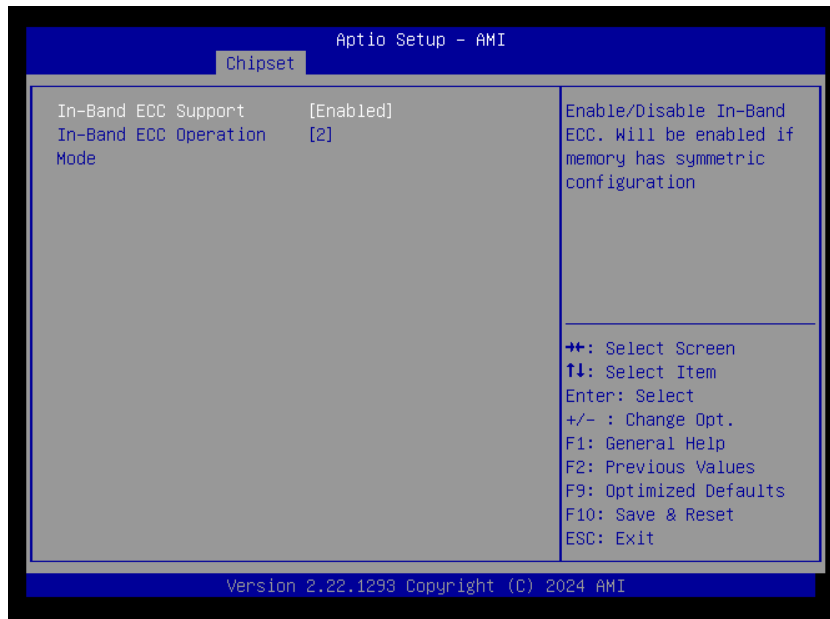 Aptio Setup – AMI
Chipset
In-Band ECC Support [Enabled]
In-Band ECC Operation [2]
Mode
Enable/Disable In-Band
ECC. Will be enabled if
memory has symmetric
configuration
→←: Select Screen
↑↓: Select Item
Enter: Select
+/- : Change Opt.
F1: General Help
F2: Previous Values
F9: Optimized Defaults
F10: Save & Reset
ESC: Exit
Version 2.22.1293 Copyright (C) 2024 AMI